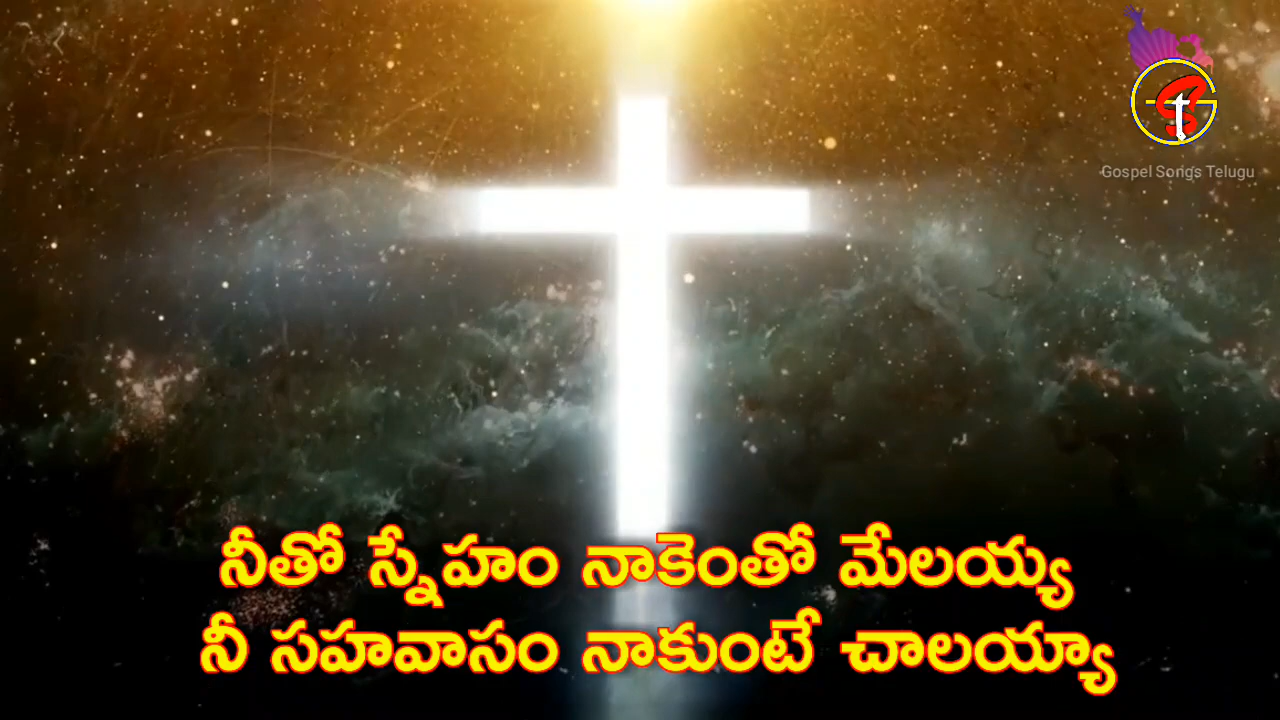 Gospel Songs Telugu
నీతో స్నేహం నాకెంతో మేలయ్య
నీ సహవాసం నాకుంటే చాలయ్యా